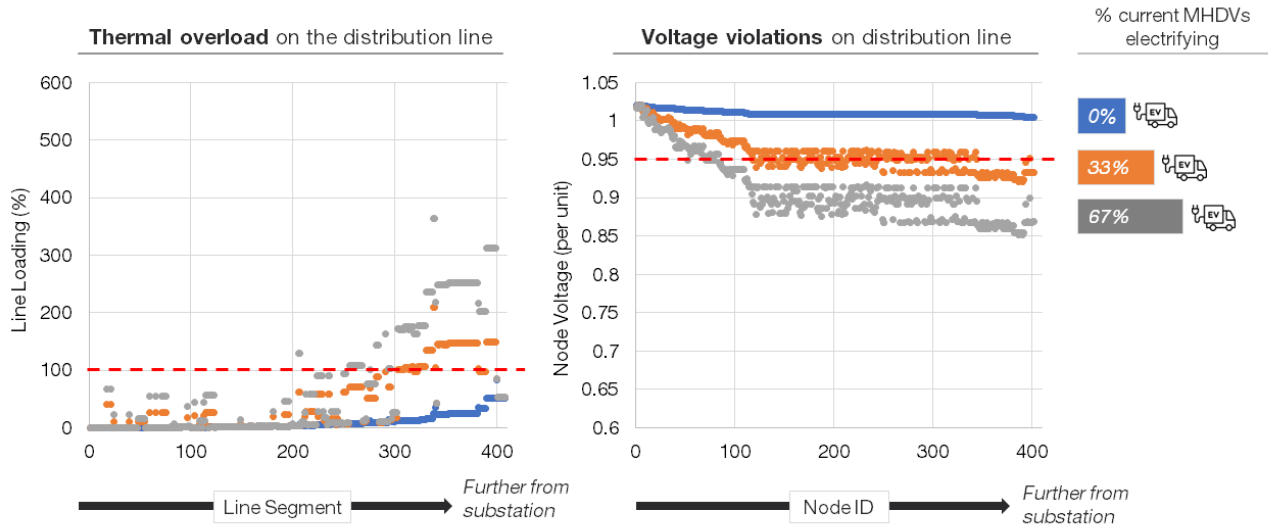 Thermal overload on the distribution line
600
500
400
300
200
100
0
Line Loading (%)
0
100
200
300
400
Line Segment
Further from
substation
Voltage violations on distribution line
1.05
1
0.95
0.9
0.85
0.8
0.75
0.7
0.65
0.6
Node Voltage (per unit)
0
100
200
300
400
Node ID
Further from
substation
% current MHDVs
electrifying
0%
EV
33%
EV
67%
EV